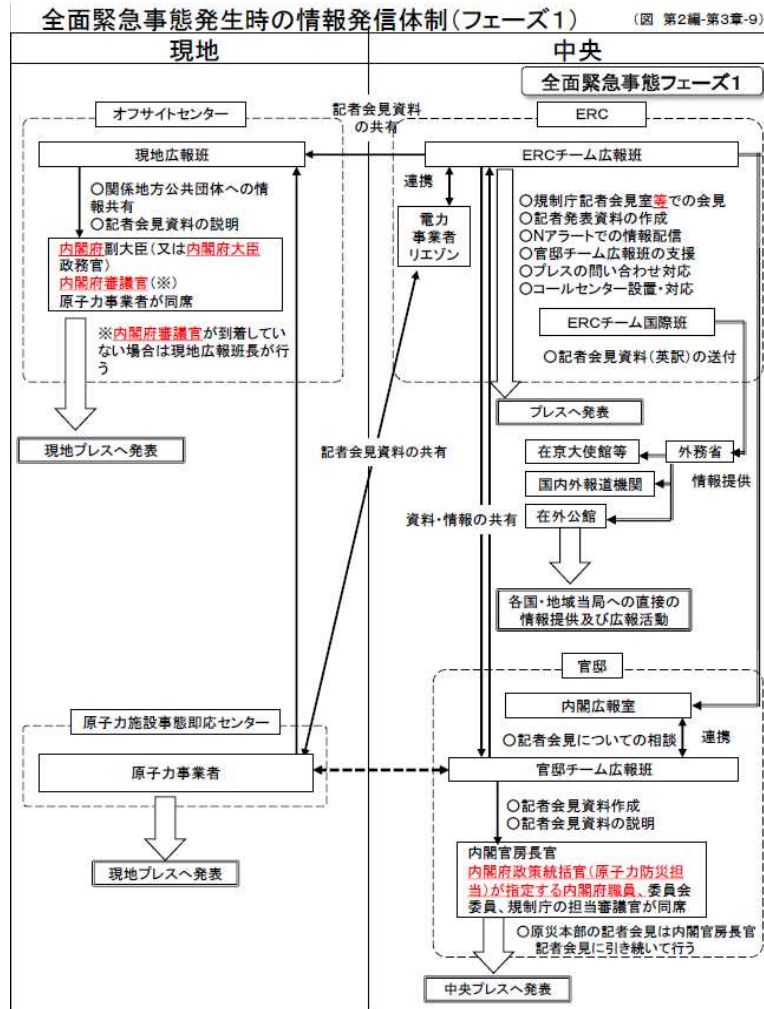 全面緊急事態発生時の情報発信体制(フェーズ1)
(図 第2編-第3章-9)
現地
中央
全面緊急事態フェーズ1
オフサイトセンター
記者会見資料
の共有
ERC
現地広報班
ERCチーム広報班
○関係地方公共団体への情
報共有
○記者会見資料の説明
連携
電力
事業者
リエゾン
○規制庁記者会見室等での会見
○記者発表資料の作成
○Nアラートでの情報配信
○官邸チーム広報班の支援
○プレスの問い合わせ対応
○コールセンター設置・対応
内閣府副大臣(又は内閣府大臣
政務官)
内閣府審議官(※)
原子力事業者が同席
※内閣府審議官が到着してい
ない場合は現地広報班長が行
う
ERCチーム国際班
○記者会見資料(英訳)の送付
プレスへ発表
現地プレスへ発表
記者会見資料の共有
在京大使館等
外務省
国内外報道機関
情報提供
在外公館
資料・情報の共有
各国・地域当局への直接の
情報提供及び広報活動
官邸
内閣広報室
原子力施設事態即応センター
○記者会見についての相談
連携
原子力事業者
官邸チーム広報班
○記者会見資料作成
○記者会見資料の説明
現地プレスへ発表
内閣官房長官
内閣府政策統括官(原子力防災担
当)が指定する内閣府職員、委員会
委員、規制庁の担当審議官が同席
○原災本部の記者会見は内閣官房長官
記者会見に引き続いて行う
中央プレスへ発表